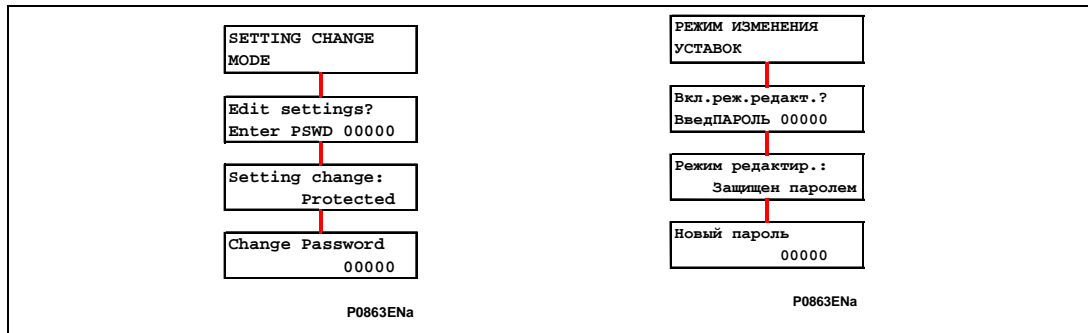 SETTING CHANGE
MODE
Edit settings?
Enter PSWD 00000
Setting change:
Protected
Change Password
00000
P0863ENa
РЕЖИМ ИЗМЕНЕНИЯ
УСТАВОК
Вкл.реж.редакт.?
ВведПАРОЛЬ 00000
Режим редактир.:
Защищен паролем
Новый пароль
00000
P0863ENa